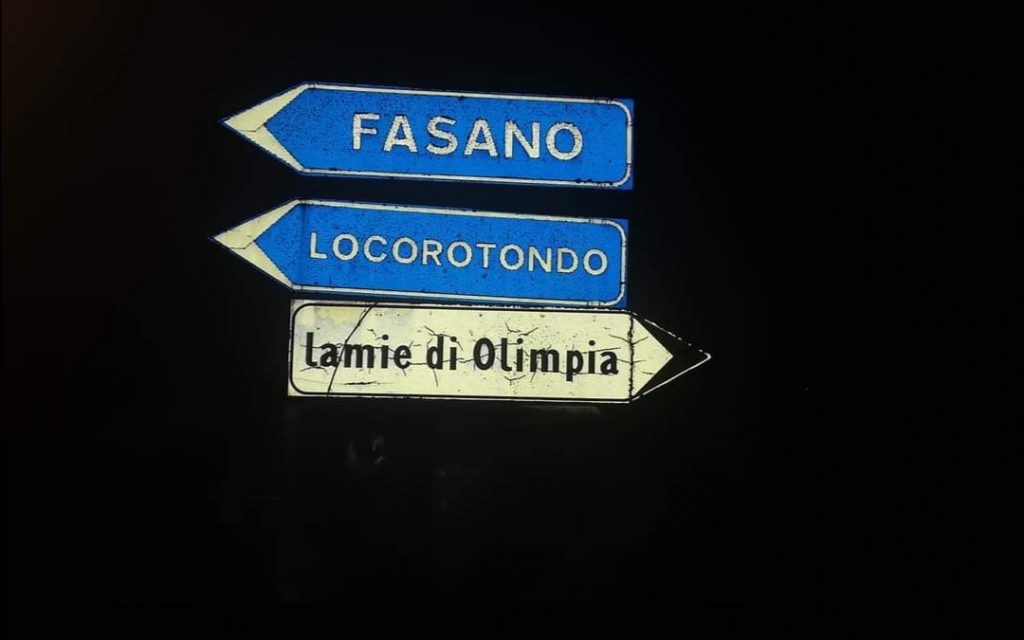 FASANO
LOCOROTONDO
Lamie di Olimpia